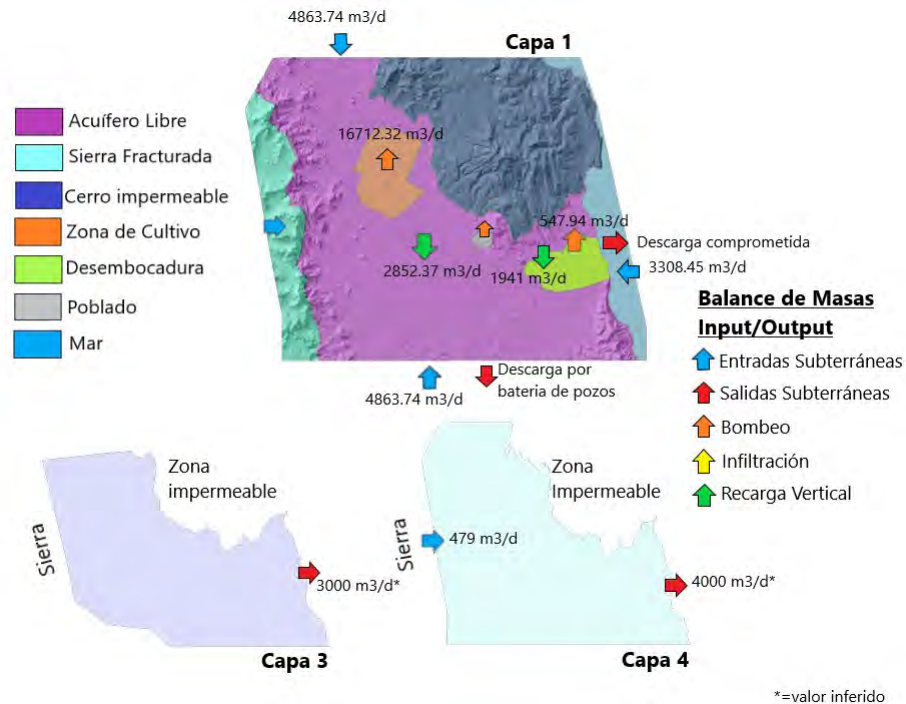 4863.74 m3/d
Capa 1
Acuífero Libre
Sierra Fracturada
Cerro impermeable
Zona de Cultivo
Desembocadura
Poblado
Mar
16712.32 m3/d
2852.37 m3/d
547.94 m3/d
1941 m3/d
Descarga comprometida
3308.45 m3/d
4863.74 m3/d
Descarga por
bateria de pozos
Balance de Masas
Input/Output
Entradas Subterráneas
Salidas Subterráneas
Bombeo
Infiltración
Recarga Vertical
Sierra
Zona
impermeable
3000 m3/d*
Capa 3
Sierra
479 m3/d
Zona
Impermeable
4000 m3/d*
Capa 4
*=valor inferido